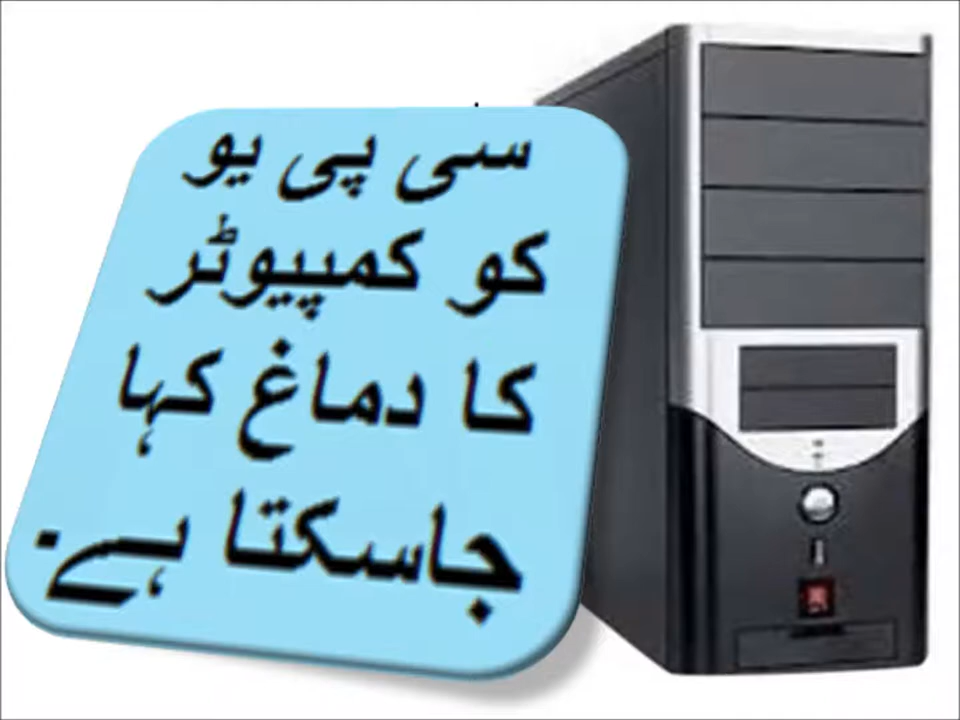 سی پی یو
کو کمپیوٹر
کا دماغ کہا
جاسکتا ہے.